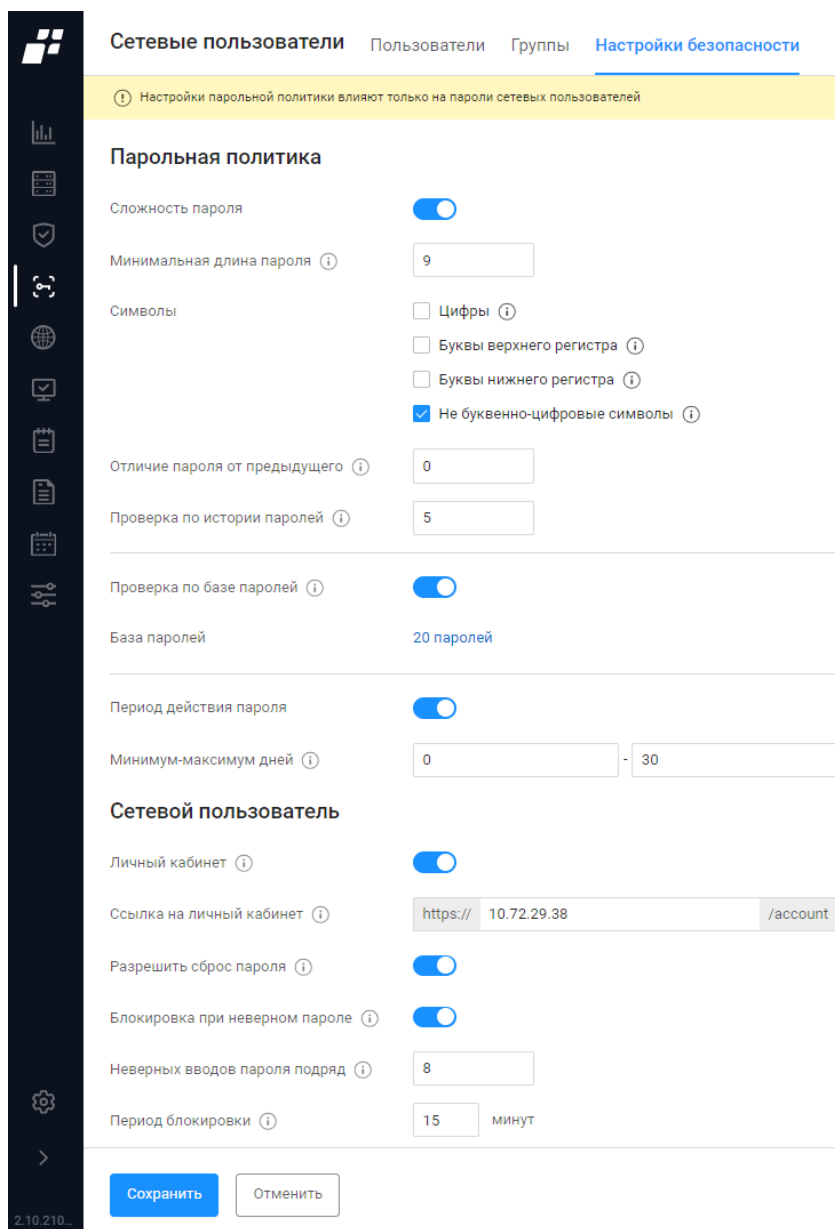 Сетевые пользователи Пользователи Группы Настройки безопасности
Настройки парольной политики влияют только на пароли сетевых пользователей
Парольная политика
Сложность пароля
Минимальная длина пароля 9
Символы Цифры
Буквы верхнего регистра
Буквы нижнего регистра
Не буквенно-цифровые символы
Отличие пароля от предыдущего 0
Проверка по истории паролей 5
Проверка по базе паролей
База паролей 20 паролей
Период действия пароля
Минимум-максимум дней 0 - 30
Сетевой пользователь
Личный кабинет
Ссылка на личный кабинет https:// 10.72.29.38 /account
Разрешить сброс пароля
Блокировка при неверном пароле
Неверных вводов пароля подряд 8
Период блокировки 15 минут
Сохранить Отменить
2.10.210...